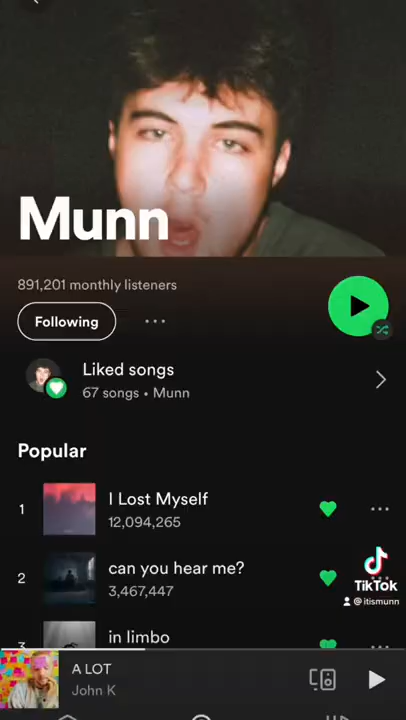 Munn
891,201 monthly listeners
Following
Liked songs
67 songs • Munn
Popular
1
I Lost Myself
12,094,265
2
can you hear me?
3,467,447
TikTok
@itismunn
3
in limbo
A LOT
John K